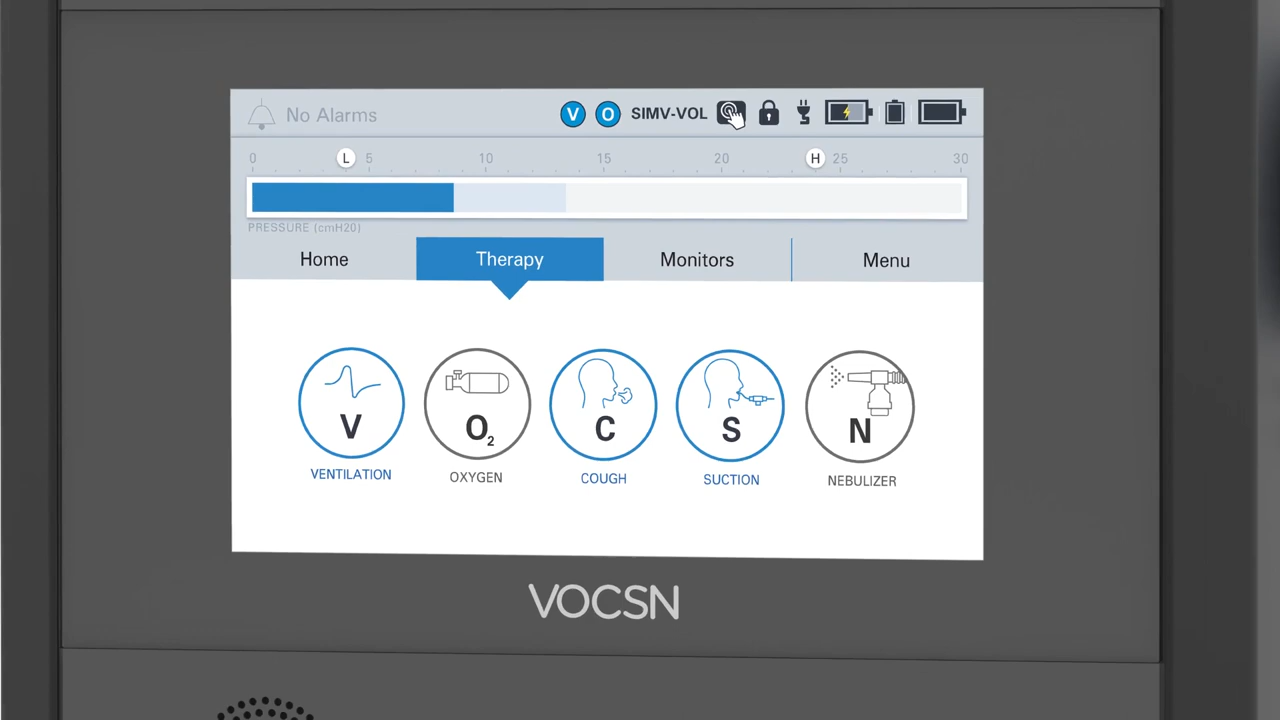 No Alarms V O SIMV-VOL
0 L 5 10 15 20 H 25 30
PRESSURE (cmH20)
Home Therapy Monitors Menu
V O2 C S N
VENTILATION OXYGEN COUGH SUCTION NEBULIZER
VOCSN